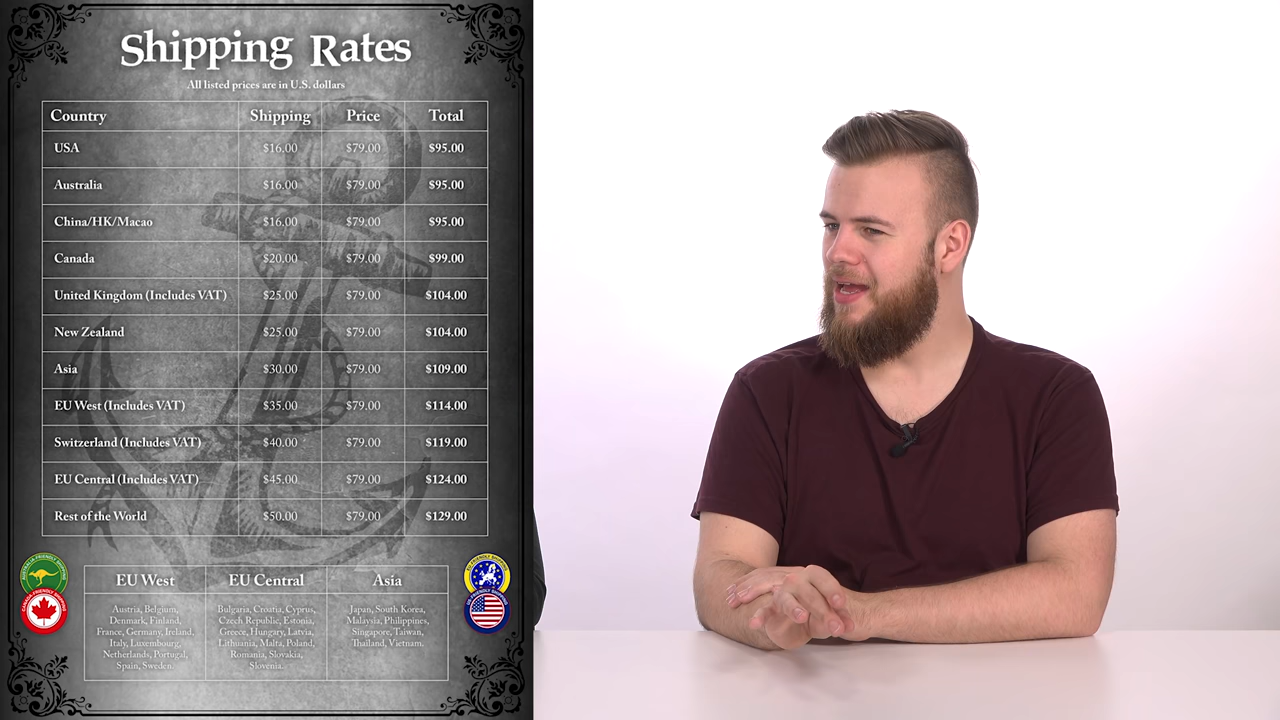 Shipping Rates
All listed prices are in U.S. dollars
Country Shipping Price Total
USA $16.00 $79.00 $95.00
Australia $16.00 $79.00 $95.00
China/HK/Macao $16.00 $79.00 $95.00
Canada $20.00 $79.00 $99.00
United Kingdom (Includes VAT) $25.00 $79.00 $104.00
New Zealand $25.00 $79.00 $104.00
Asia $30.00 $79.00 $109.00
EU West (Includes VAT) $35.00 $79.00 $114.00
Switzerland (Includes VAT) $40.00 $79.00 $119.00
EU Central (Includes VAT) $45.00 $79.00 $124.00
Rest of the World $50.00 $79.00 $129.00
EU West
Austria, Belgium,
Denmark, Finland,
France, Germany, Ireland,
Italy, Luxembourg,
Netherlands, Portugal,
Spain, Sweden.
EU Central
Bulgaria, Croatia, Cyprus,
Czech Republic, Estonia,
Greece, Hungary, Latvia,
Lithuania, Malta, Poland,
Romania, Slovakia,
Slovenia.
Asia
Japan, South Korea,
Malaysia, Philippines,
Singapore, Taiwan,
Thailand, Vietnam.